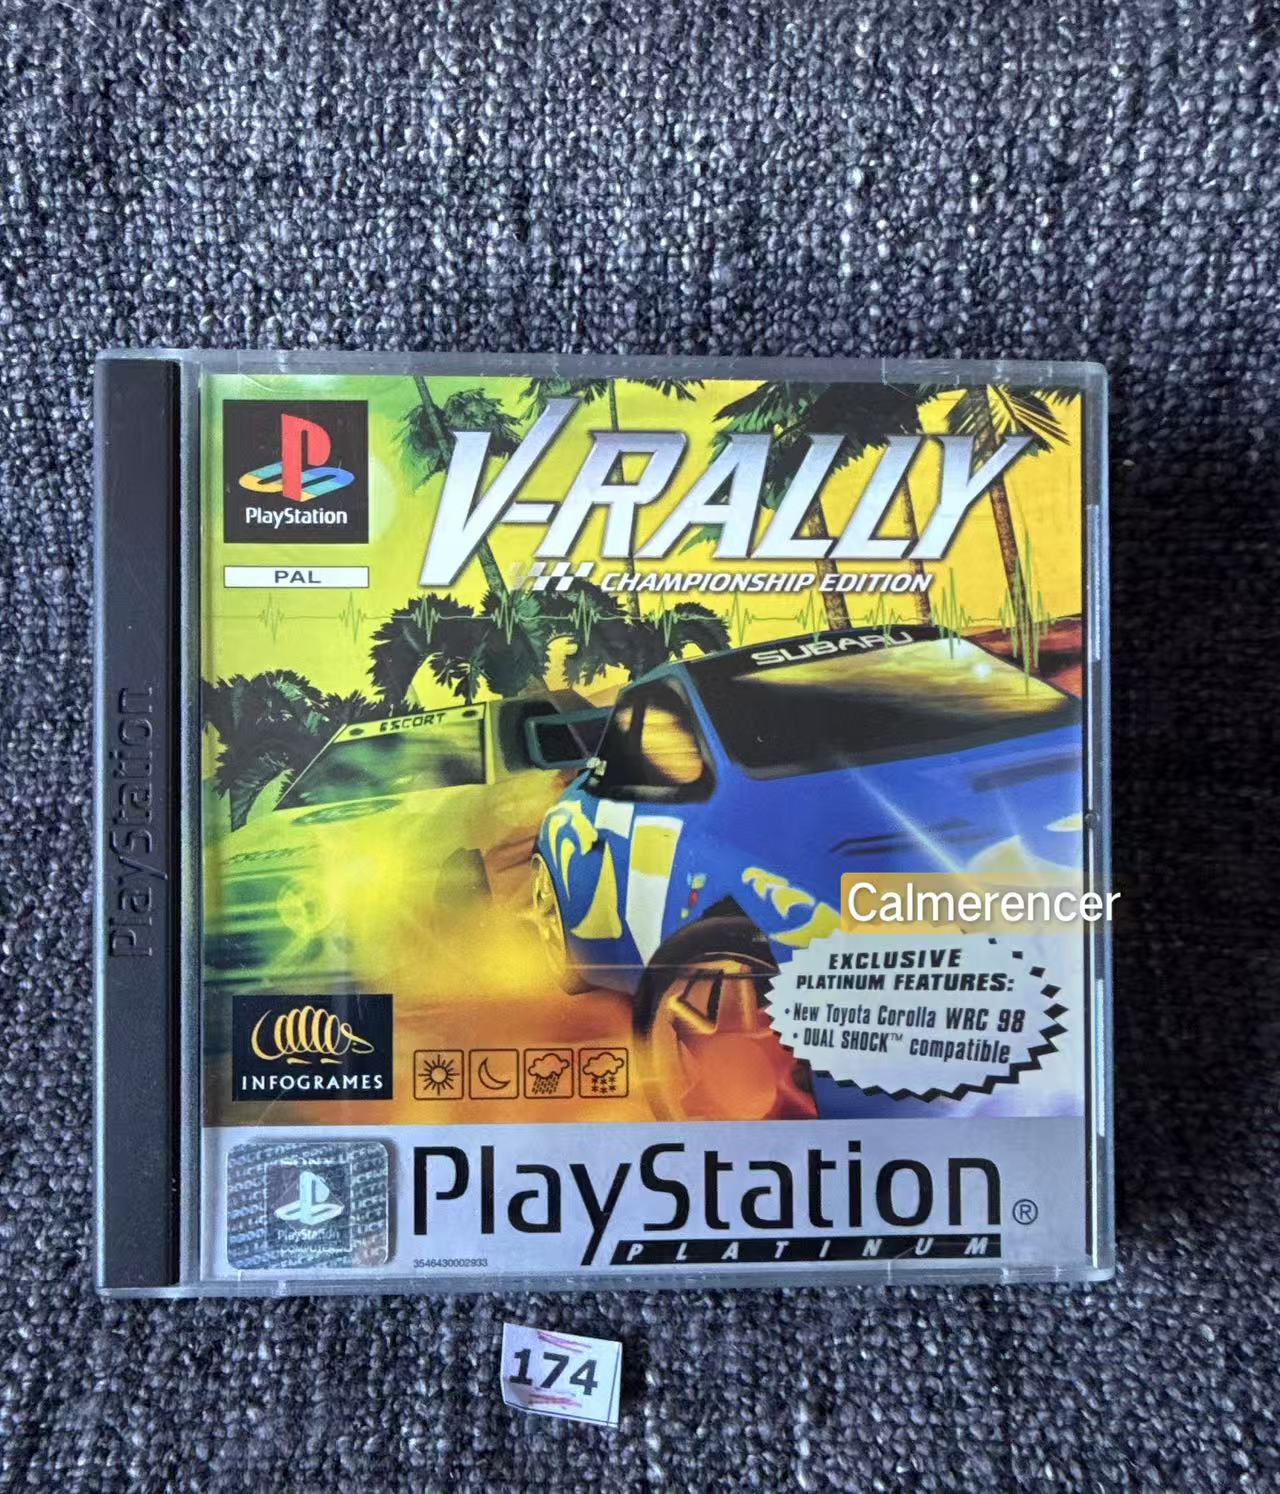 PlayStation
PlayStation
PAL
V-RALLY
CHAMPIONSHIP EDITION
SUBARU
ESCORT
Calmerencer
EXCLUSIVE
PLATINUM FEATURES:
• New Toyota Corolla WRC 98
• DUAL SHOCK™ compatible
INFOGRAMES
PlayStation
PlayStation®
PLATINUM
3546430002933
174